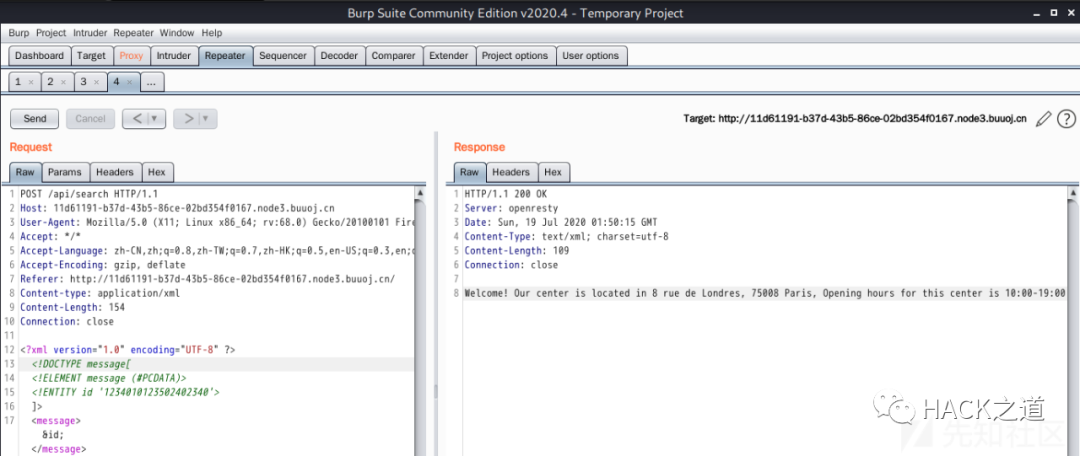 Burp Suite Community Edition v2020.4 - Temporary Project
Burp Project Intruder Repeater Window Help
Dashboard Target Proxy Intruder Repeater Sequencer Decoder Comparer Extender Project options User options
1 × 2 × 3 × 4 × ...
Send Cancel < > Target: http://11d61191-b37d-43b5-86ce-02bd354f0167.node3.buuoj.cn
Request
Raw Params Headers Hex
1 POST /api/search HTTP/1.1
2 Host: 11d61191-b37d-43b5-86ce-02bd354f0167.node3.buuoj.cn
3 User-Agent: Mozilla/5.0 (X11; Linux x86_64; rv:68.0) Gecko/20100101 Fire
4 Accept: */*
5 Accept-Language: zh-CN,zh;q=0.8,zh-TW;q=0.7,zh-HK;q=0.5,en-US;q=0.3,en;
6 Accept-Encoding: gzip, deflate
7 Referer: http://11d61191-b37d-43b5-86ce-02bd354f0167.node3.buuoj.cn/
8 Content-type: application/xml
9 Content-Length: 154
10 Connection: close
11
12 <?xml version="1.0" encoding="UTF-8" ?>
13 <!DOCTYPE message[
14 <!ELEMENT message (#PCDATA)>
15 <!ENTITY id '1234010123502402340'>
16 ]>
17 <message>
&id;
</message>
Response
Raw Headers Hex
1 HTTP/1.1 200 OK
2 Server: openresty
3 Date: Sun, 19 Jul 2020 01:50:15 GMT
4 Content-Type: text/xml; charset=utf-8
5 Content-Length: 109
6 Connection: close
7
8 Welcome! Our center is located in 8 rue de Londres, 75008 Paris, Opening hours for this center is 10:00-19:00
HACK之道
先知社区